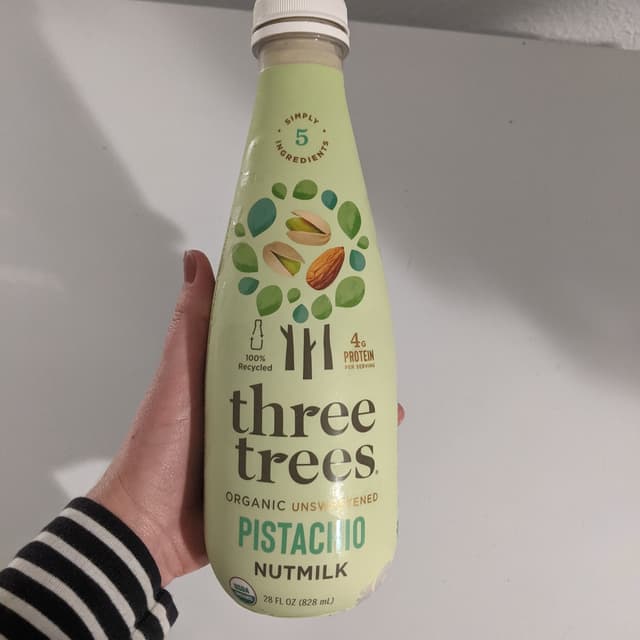 SIMPLY
5
INGREDIENTS
100%
Recycled
4G
PROTEIN
PER SERVING
three
trees®
ORGANIC UNSWEETENED
PISTACHIO
NUTMILK
USDA
28 FL OZ (828 mL)